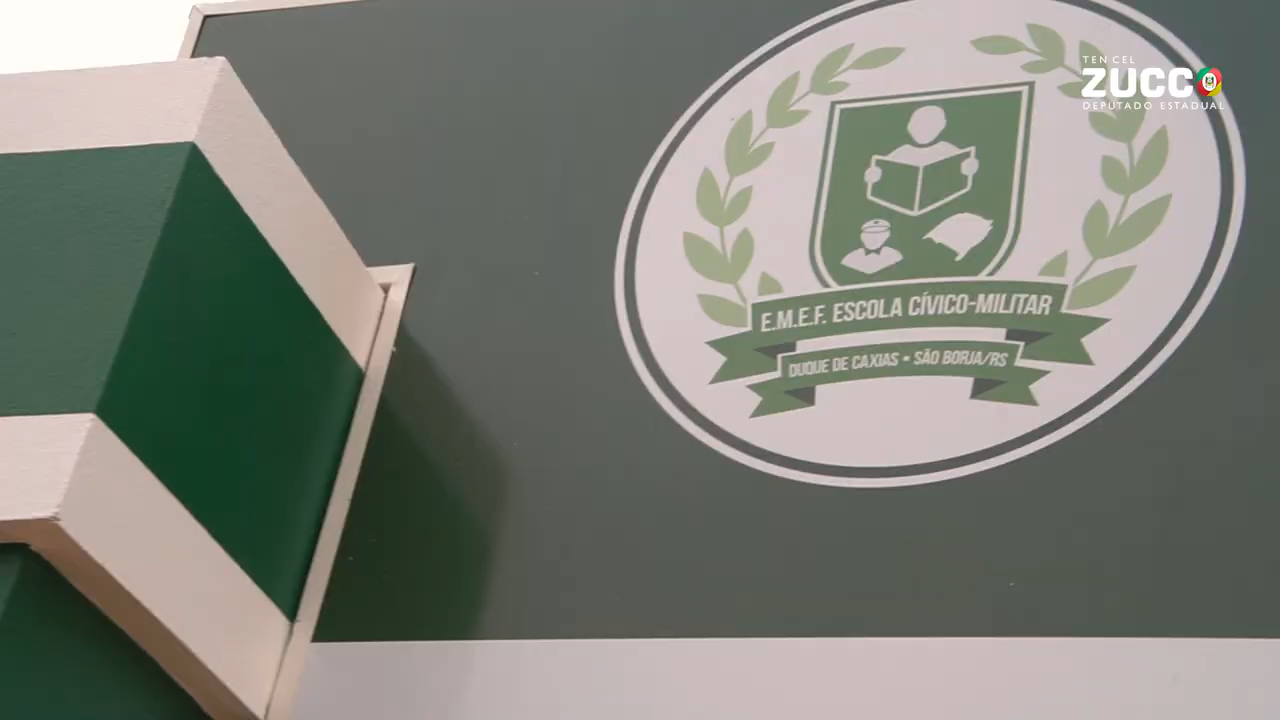 TEN CEL
ZUCCO
DEPUTADO ESTADUAL
E.M.E.F. ESCOLA CÍVICO-MILITAR
DUQUE DE CAXIAS • SÃO BORJA/RS